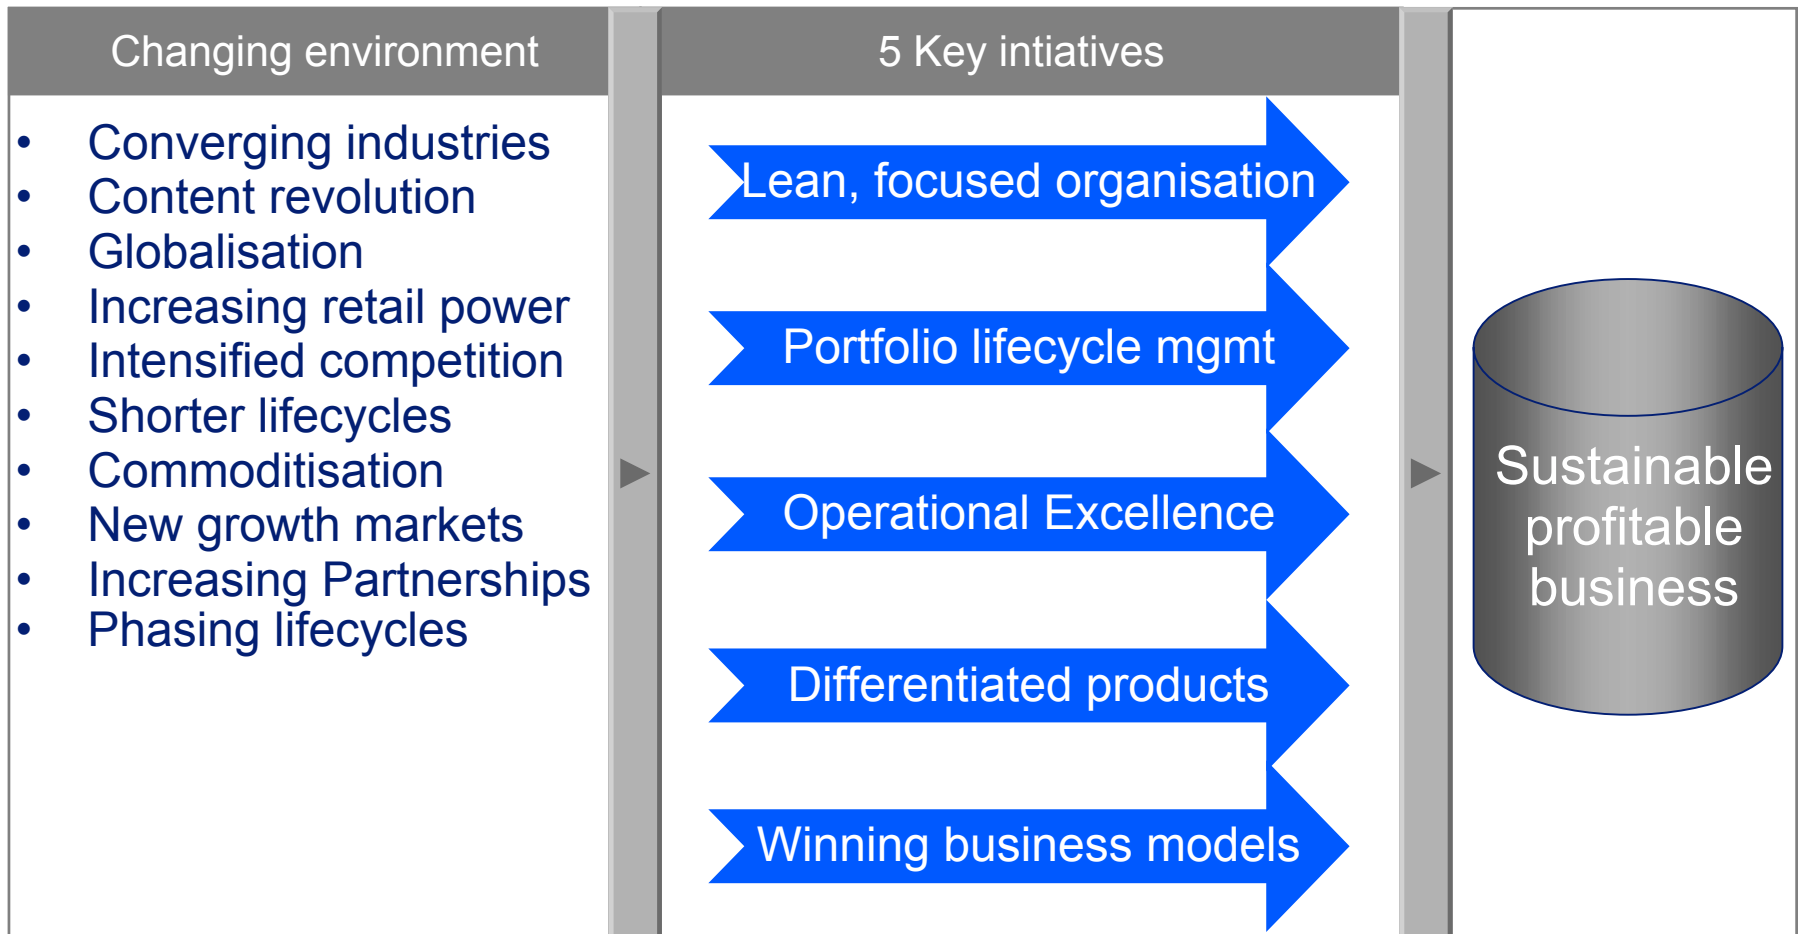 Changing environment
• Converging industries
• Content revolution
• Globalisation
• Increasing retail power
• Intensified competition
• Shorter lifecycles
• Commoditisation
• New growth markets
• Increasing Partnerships
• Phasing lifecycles
5 Key intiatives
Lean, focused organisation
Portfolio lifecycle mgmt
Operational Excellence
Differentiated products
Winning business models
Sustainable
profitable
business